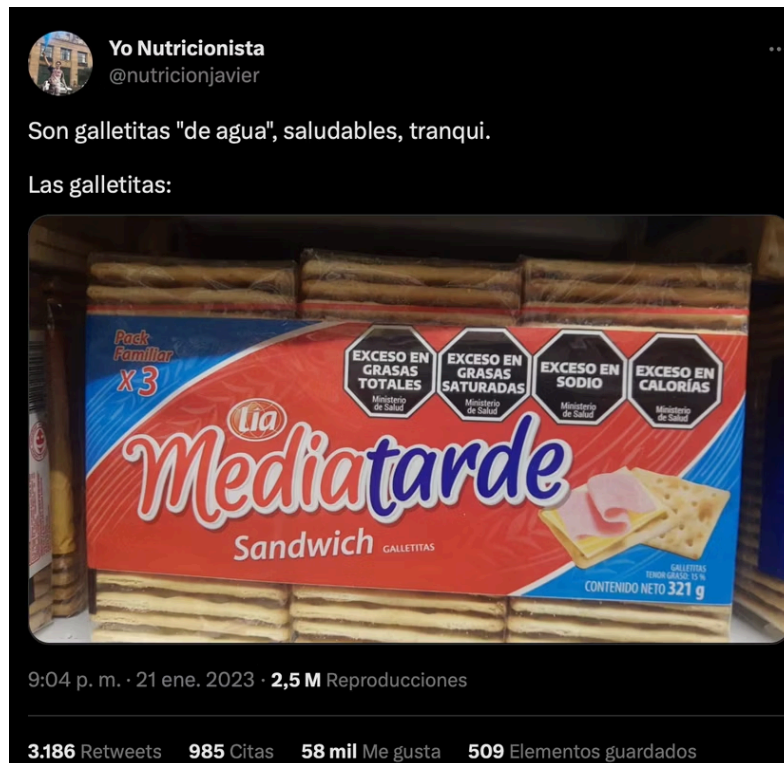 Yo Nutricionista
@nutricionjavier
Son galletitas "de agua", saludables, tranqui.
Las galletitas:
Pack
Familiar
X 3
EXCESO EN
GRASAS
TOTALES
Ministerio
de Salud
EXCESO EN
GRASAS
SATURADAS
Ministerio
de Salud
EXCESO EN
SODIO
Ministerio
de Salud
EXCESO EN
CALORÍAS
Ministerio
de Salud
Lia
Mediatarde
Sandwich GALLETITAS
GALLETITAS
TENOR GRASO: 15 %
CONTENIDO NETO 321 g
9:04 p. m. · 21 ene. 2023 · 2,5 M Reproducciones
3.186 Retweets 985 Citas 58 mil Me gusta 509 Elementos guardados